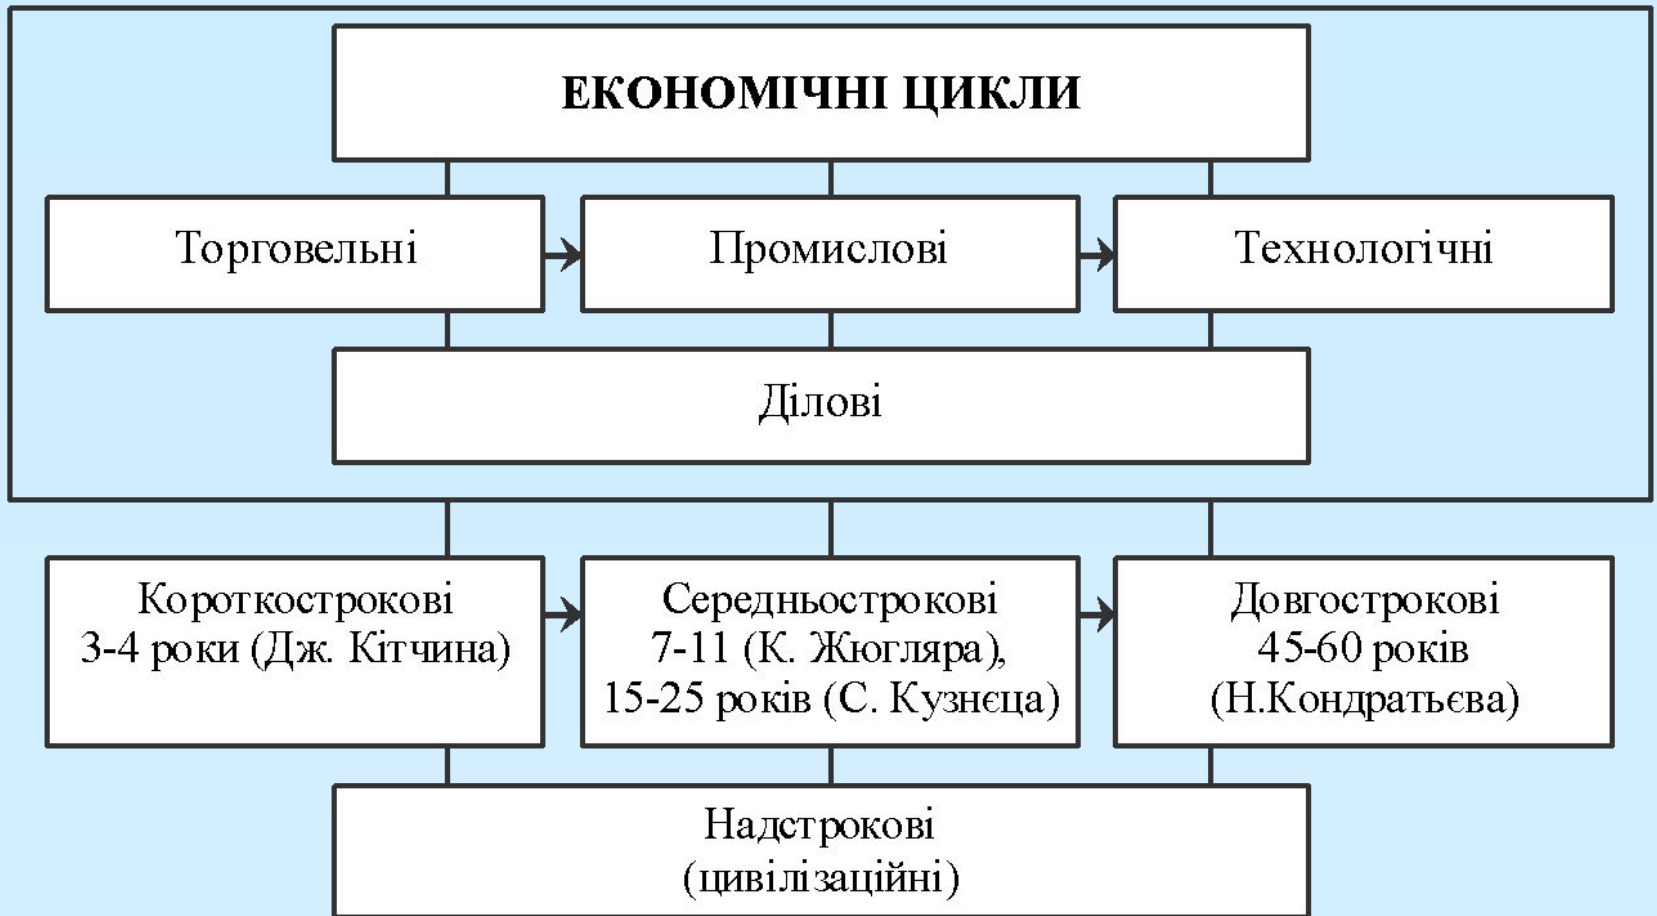 ЕКОНОМІЧНІ ЦИКЛИ
Торговельні
Промислові
Технологічні
Ділові
Короткострокові
3-4 роки (Дж. Кітчина)
Середньострокові
7-11 (К. Жюгляра),
15-25 років (С. Кузнєца)
Довгострокові
45-60 років
(Н.Кондратьєва)
Надстрокові
(цивілізаційні)